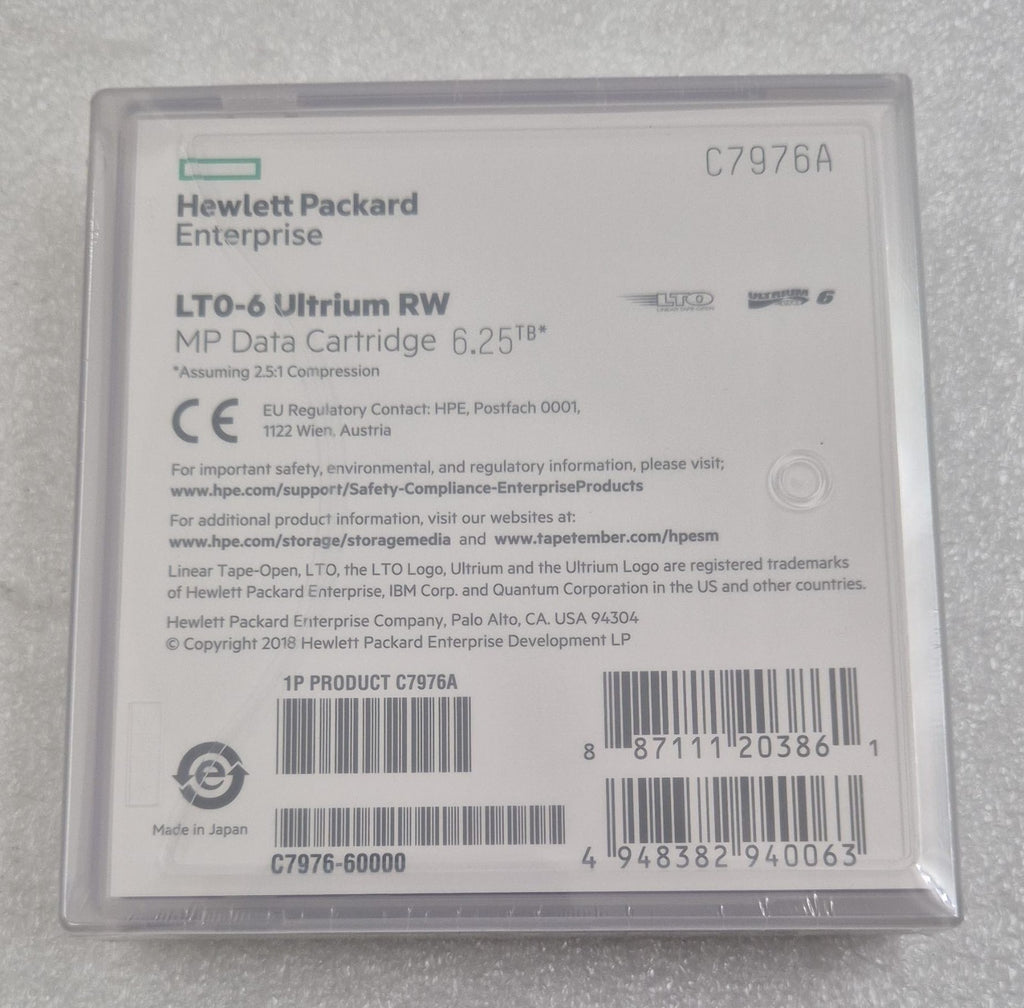 C7976A
Hewlett Packard
Enterprise
LTO-6 Ultrium RW
LTO
LINEAR TAPE-OPEN
ULTRIUM 6
MP Data Cartridge 6.25TB*
*Assuming 2.5:1 Compression
CE
EU Regulatory Contact: HPE, Postfach 0001,
1122 Wien, Austria
For important safety, environmental, and regulatory information, please visit;
www.hpe.com/support/Safety-Compliance-EnterpriseProducts
For additional product information, visit our websites at:
www.hpe.com/storage/storagemedia and www.tapetember.com/hpesm
Linear Tape-Open, LTO, the LTO Logo, Ultrium and the Ultrium Logo are registered trademarks
of Hewlett Packard Enterprise, IBM Corp. and Quantum Corporation in the US and other countries.
Hewlett Packard Enterprise Company, Palo Alto, CA. USA 94304
© Copyright 2018 Hewlett Packard Enterprise Development LP
1P PRODUCT C7976A
8 87111 20386 1
e
Made in Japan
C7976-60000
4 948382 940063